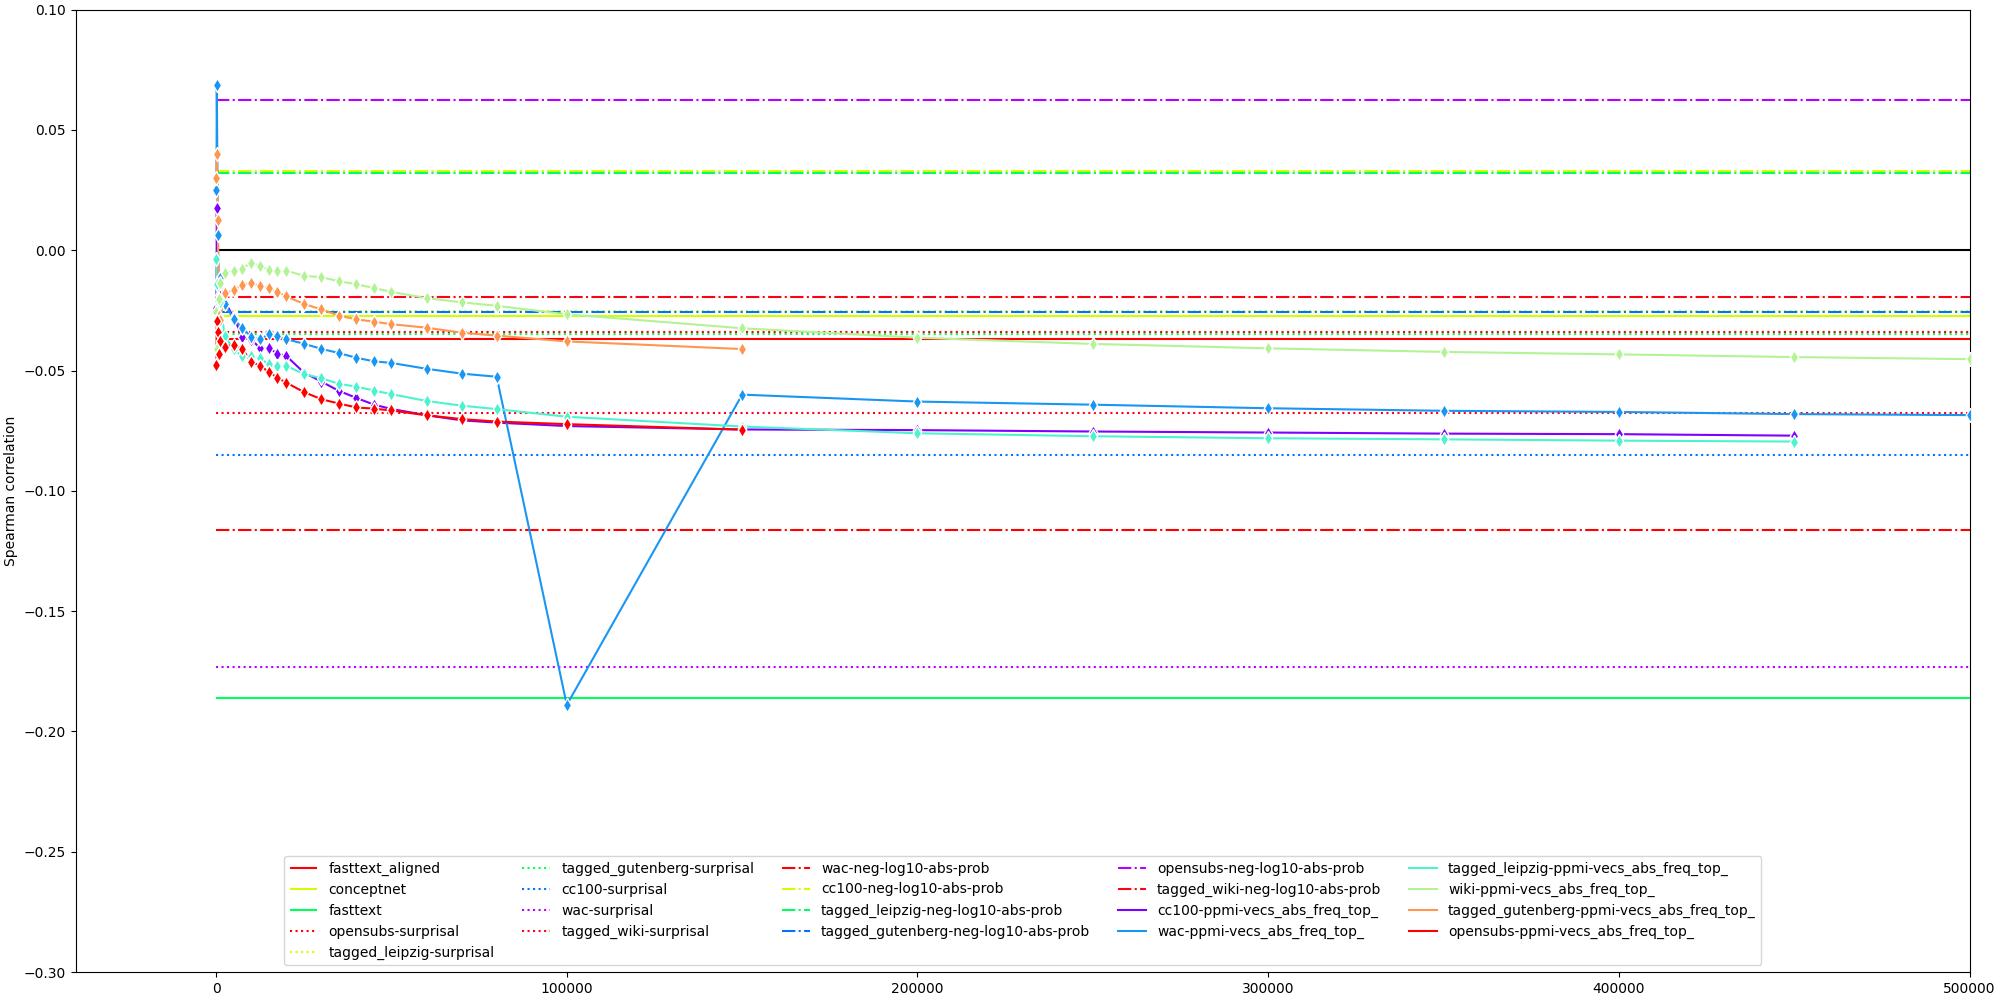 0.10
0.05
0.00
−0.05
−0.10
−0.15
−0.20
−0.25
−0.30
Spearman correlation
0
100000
200000
300000
400000
500000
fasttext_aligned
conceptnet
fasttext
opensubs-surprisal
tagged_leipzig-surprisal
tagged_gutenberg-surprisal
cc100-surprisal
wac-surprisal
tagged_wiki-surprisal
wac-neg-log10-abs-prob
cc100-neg-log10-abs-prob
tagged_leipzig-neg-log10-abs-prob
tagged_gutenberg-neg-log10-abs-prob
opensubs-neg-log10-abs-prob
tagged_wiki-neg-log10-abs-prob
cc100-ppmi-vecs_abs_freq_top_
wac-ppmi-vecs_abs_freq_top_
tagged_leipzig-ppmi-vecs_abs_freq_top_
wiki-ppmi-vecs_abs_freq_top_
tagged_gutenberg-ppmi-vecs_abs_freq_top_
opensubs-ppmi-vecs_abs_freq_top_